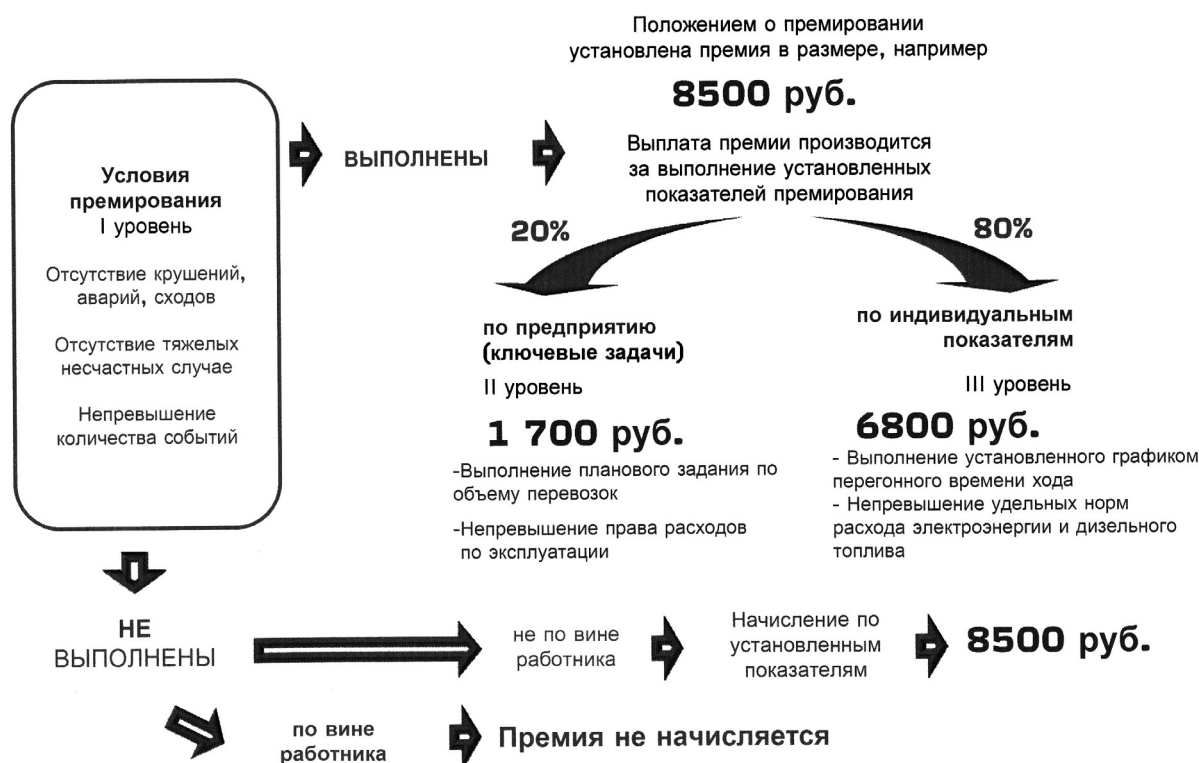 Положением о премировании
установлена премия в размере, например
8500 руб.
Условия
премирования
I уровень
Отсутствие крушений,
аварий, сходов
Отсутствие тяжелых
несчастных случае
Непревышение
количества событий
ВЫПОЛНЕНЫ
Выплата премии производится
за выполнение установленных
показателей премирования
20%
80%
по предприятию
(ключевые задачи)
II уровень
1 700 руб.
-Выполнение планового задания по
объему перевозок
-Непревышение права расходов
по эксплуатации
по индивидуальным
показателям
III уровень
6800 руб.
- Выполнение установленного графиком
перегонного времени хода
- Непревышение удельных норм
расхода электроэнергии и дизельного
топлива
НЕ
ВЫПОЛНЕНЫ
не по вине
работника
Начисление по
установленным
показателям
8500 руб.
по вине
работника
Премия не начисляется